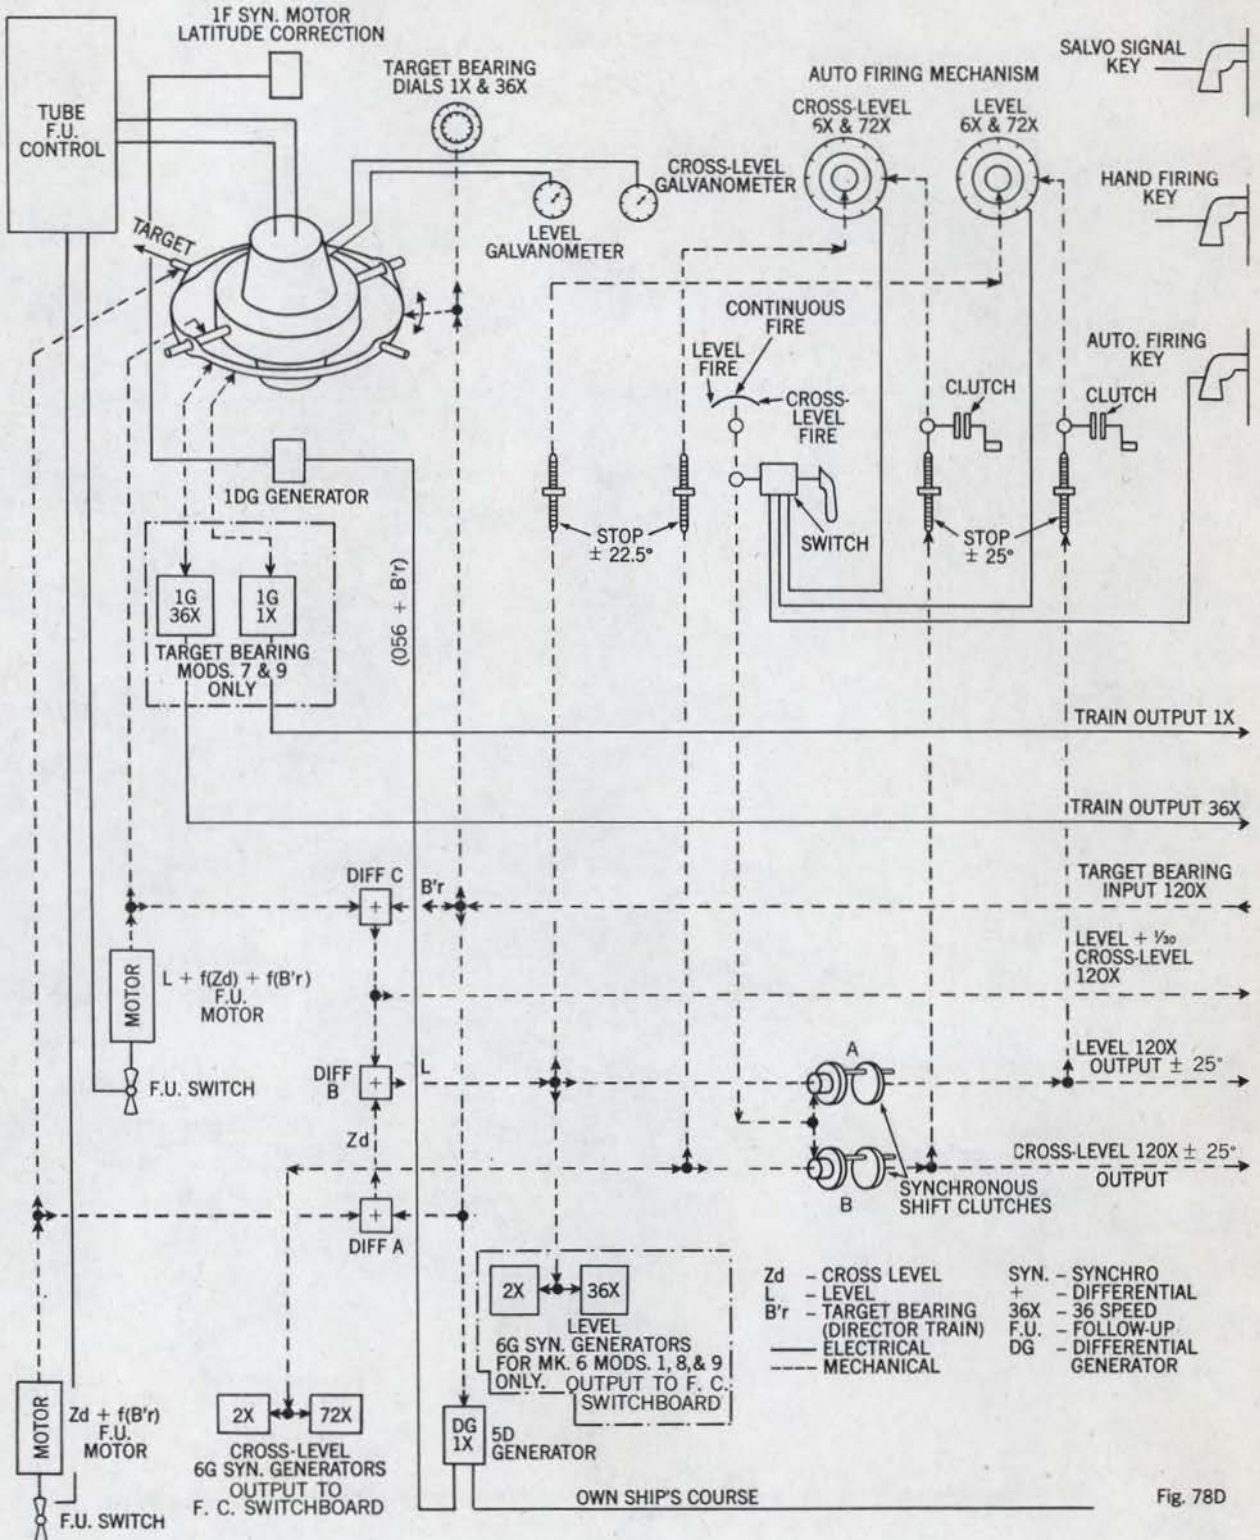 1F SYN. MOTOR
LATITUDE CORRECTION
TUBE
F.U.
CONTROL
TARGET BEARING
DIALS 1X & 36X
AUTO FIRING MECHANISM
CROSS-LEVEL
6X & 72X
LEVEL
6X & 72X
SALVO SIGNAL
KEY
CROSS-LEVEL
GALVANOMETER
HAND FIRING
KEY
TARGET
LEVEL
GALVANOMETER
CONTINUOUS
FIRE
LEVEL
FIRE
CROSS-
LEVEL
FIRE
AUTO. FIRING
KEY
CLUTCH
CLUTCH
1DG GENERATOR
STOP
± 22.5°
SWITCH
STOP
± 25°
1G
36X
1G
1X
TARGET BEARING
MODS. 7 & 9
ONLY
(056 + B'r)
TRAIN OUTPUT 1X
TRAIN OUTPUT 36X
DIFF C
+
B'r
TARGET BEARING
INPUT 120X
MOTOR
L + f(Zd) + f(B'r)
F.U.
MOTOR
LEVEL + 1/30
CROSS-LEVEL
120X
F.U. SWITCH
DIFF
B
+
L
A
LEVEL 120X
OUTPUT ± 25°
Zd
CROSS-LEVEL 120X ± 25°
OUTPUT
B
SYNCHRONOUS
SHIFT CLUTCHES
+
DIFF A
2X
36X
LEVEL
6G SYN. GENERATORS
FOR MK. 6 MODS. 1, 8, & 9
ONLY. OUTPUT TO F. C.
SWITCHBOARD
Zd – CROSS LEVEL
L – LEVEL
B'r – TARGET BEARING
(DIRECTOR TRAIN)
ELECTRICAL
MECHANICAL
SYN. – SYNCHRO
+ – DIFFERENTIAL
36X – 36 SPEED
F.U. – FOLLOW-UP
DG – DIFFERENTIAL
GENERATOR
MOTOR
Zd + f(B'r)
F.U.
MOTOR
2X
72X
CROSS-LEVEL
6G SYN. GENERATORS
OUTPUT TO
F. C. SWITCHBOARD
DG
1X
5D
GENERATOR
F.U. SWITCH
OWN SHIP'S COURSE
Fig. 78D